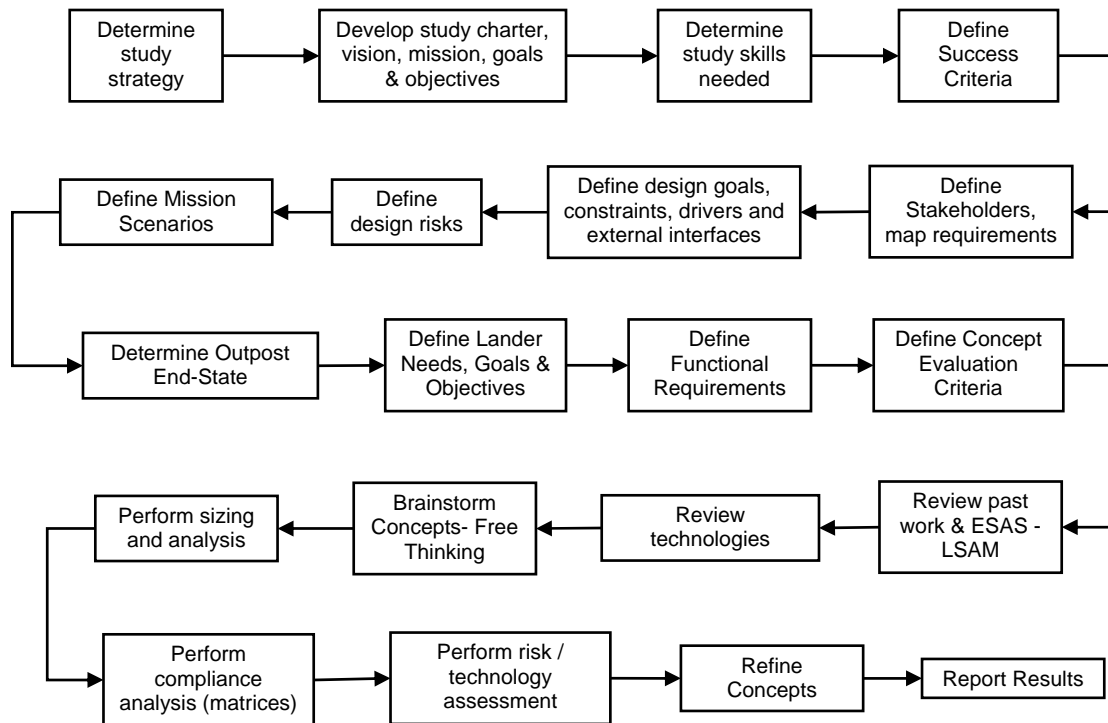 Determine
study
strategy
Develop study charter,
vision, mission, goals
& objectives
Determine
study skills
needed
Define
Success
Criteria
Define Mission
Scenarios
Define
design risks
Define design goals,
constraints, drivers and
external interfaces
Define
Stakeholders,
map requirements
Determine Outpost
End-State
Define Lander
Needs, Goals &
Objectives
Define
Functional
Requirements
Define Concept
Evaluation
Criteria
Perform sizing
and analysis
Brainstorm
Concepts- Free
Thinking
Review
technologies
Review past
work & ESAS -
LSAM
Perform
compliance
analysis (matrices)
Perform risk /
technology
assessment
Refine
Concepts
Report Results